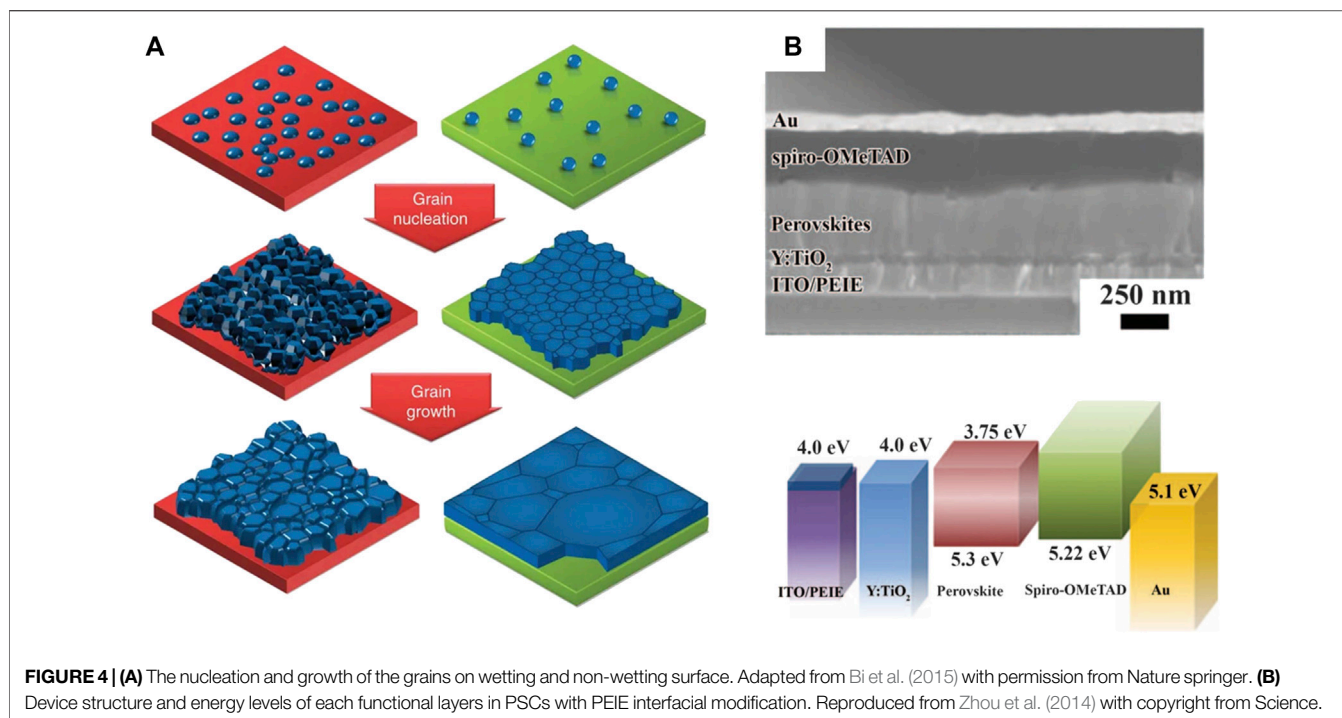 A
Grain
nucleation
Grain
growth
B
Au
spiro-OMeTAD
Perovskites
Y:TiO₂
ITO/PEIE
250 nm
4.0 eV
4.0 eV
3.75 eV
5.1 eV
5.3 eV
5.22 eV
ITO/PEIE
Y:TiO₂
Perovskite
Spiro-OMeTAD
Au
FIGURE 4 | (A) The nucleation and growth of the grains on wetting and non-wetting surface. Adapted from Bi et al. (2015) with permission from Nature springer. (B)
Device structure and energy levels of each functional layers in PSCs with PEIE interfacial modification. Reproduced from Zhou et al. (2014) with copyright from Science.